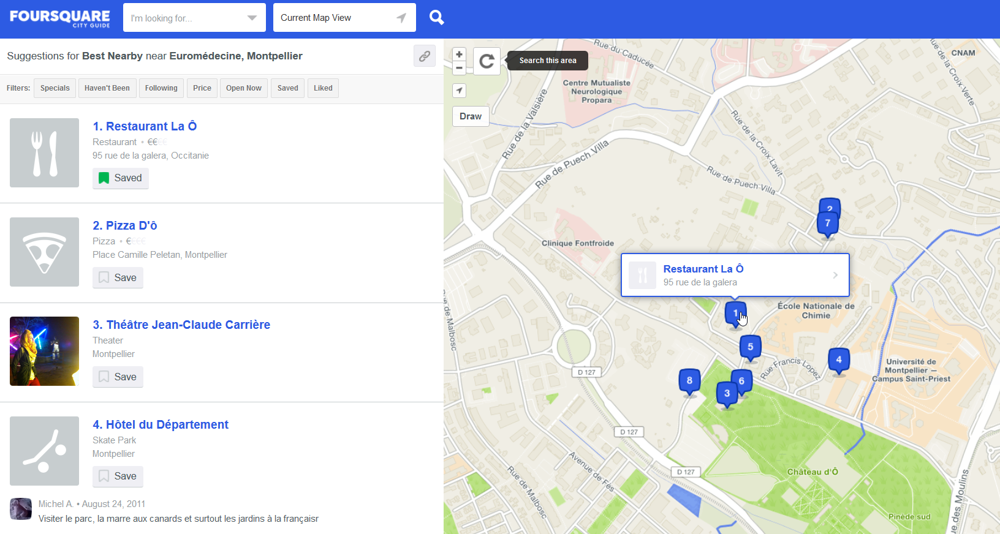 FOURSQUARE
CITY GUIDE
I'm looking for...
Current Map View
Suggestions for Best Nearby near Euromédecine, Montpellier
Filters:
Specials
Haven't Been
Following
Price
Open Now
Saved
Liked
1. Restaurant La Ô
Restaurant • €€€€
95 rue de la galera, Occitanie
Saved
2. Pizza D'ô
Pizza • €€€€
Place Camille Peletan, Montpellier
Save
3. Théâtre Jean-Claude Carrière
Theater
Montpellier
Save
4. Hôtel du Département
Skate Park
Montpellier
Save
Michel A. • August 24, 2011
Visiter le parc, la marre aux canards et surtout les jardins à la françaisr
+
−
Search this area
Draw
Rue du Caducée
Centre Mutualiste
Neurologique
Propara
Rue de la Valsière
CNAM
Rue de la Croix-Verte
Rue de la Croix Lavit
Rue de Puech Villa
Rue de Puech Villa
2
7
Clinique Fontfroide
Restaurant La Ô
95 rue de la galera
1
École Nationale de
Chimie
Rue de Malbosc
5
4
Rue Francis Lopez
Université de
Montpellier —
Campus Saint-Priest
D 127
8
6
3
D 127
Avenue de Fès
D 127
Rue de Malbosc
Château d'Ô
Pinède sud
ue des Moulins